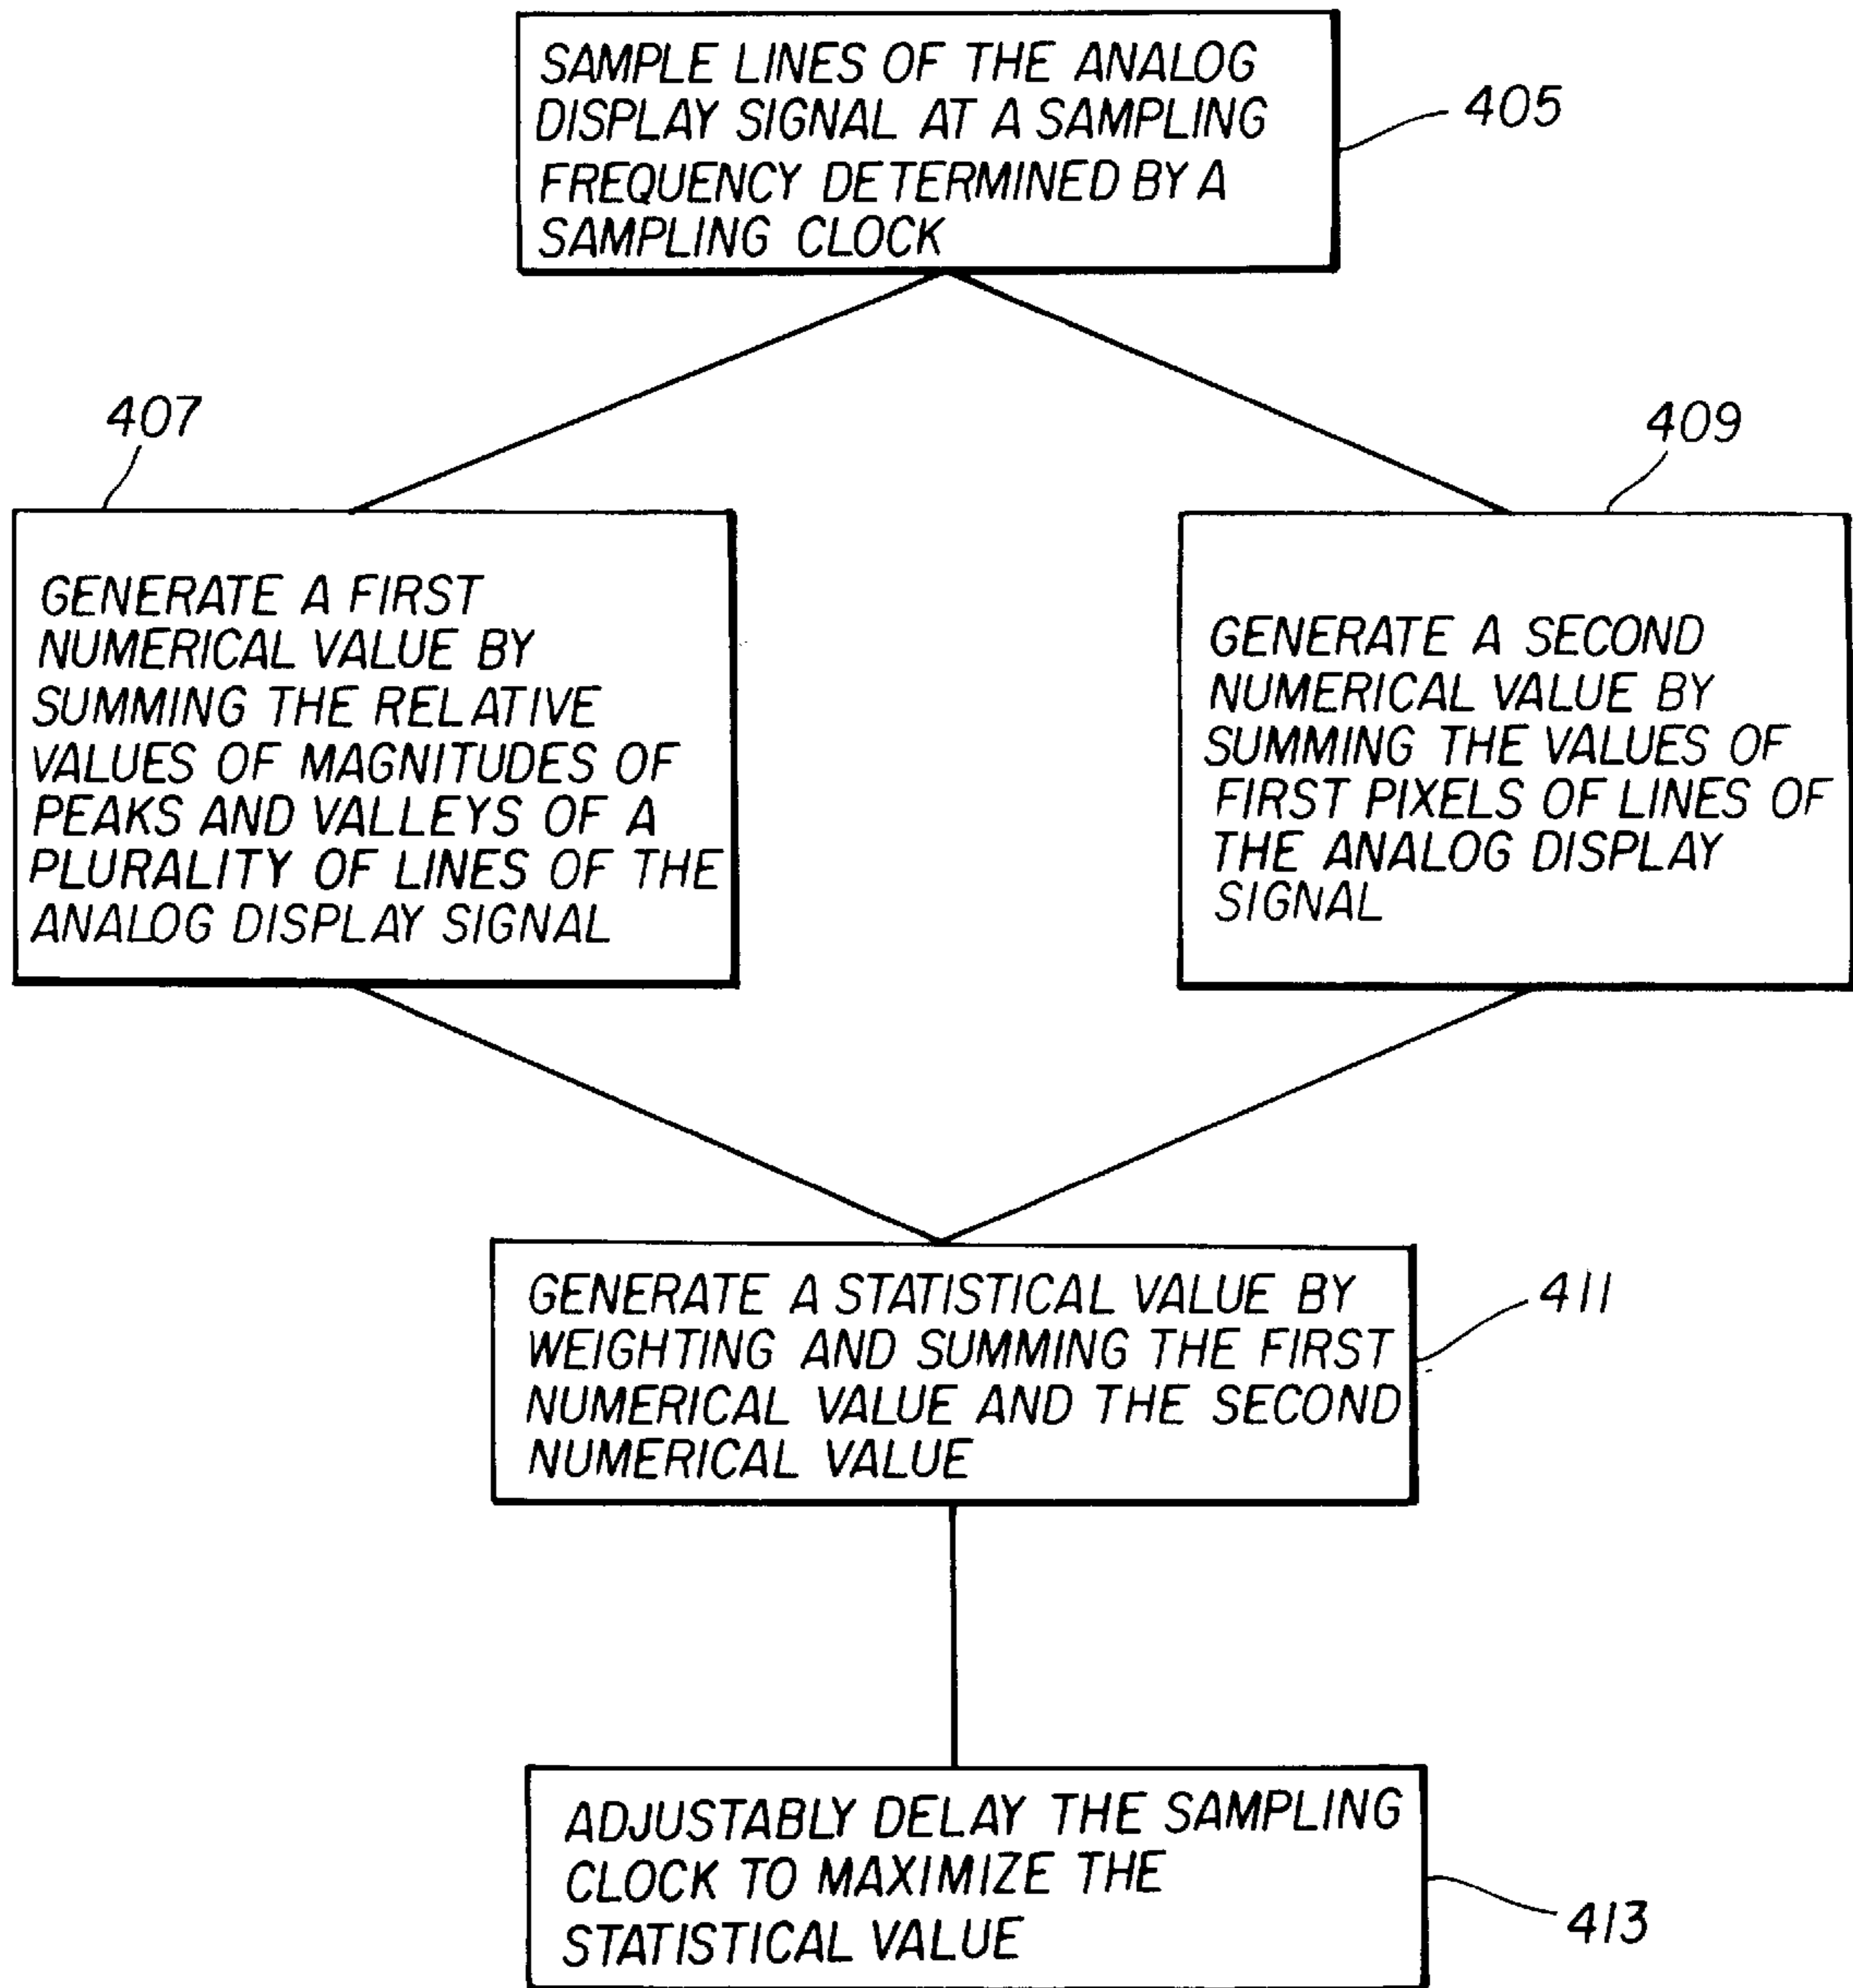 SAMPLE LINES OF THE ANALOG
DISPLAY SIGNAL AT A SAMPLING
FREQUENCY DETERMINED BY A
SAMPLING CLOCK
405
407
409
GENERATE A FIRST
NUMERICAL VALUE BY
SUMMING THE RELATIVE
VALUES OF MAGNITUDES OF
PEAKS AND VALLEYS OF A
PLURALITY OF LINES OF THE
ANALOG DISPLAY SIGNAL
GENERATE A SECOND
NUMERICAL VALUE BY
SUMMING THE VALUES OF
FIRST PIXELS OF LINES OF
THE ANALOG DISPLAY
SIGNAL
GENERATE A STATISTICAL VALUE BY
WEIGHTING AND SUMMING THE FIRST
NUMERICAL VALUE AND THE SECOND
NUMERICAL VALUE
411
ADJUSTABLY DELAY THE SAMPLING
CLOCK TO MAXIMIZE THE
STATISTICAL VALUE
413